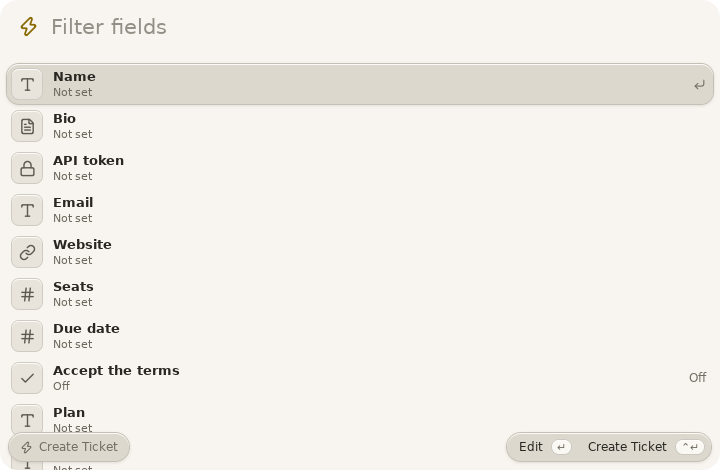 Filter fields
Name
Not set
Bio
Not set
API token
Not set
Email
Not set
Website
Not set
Seats
Not set
Due date
Not set
Accept the terms
Off
Off
Plan
Not set
Create Ticket
Edit ↵ Create Ticket ⌃↵
Not set